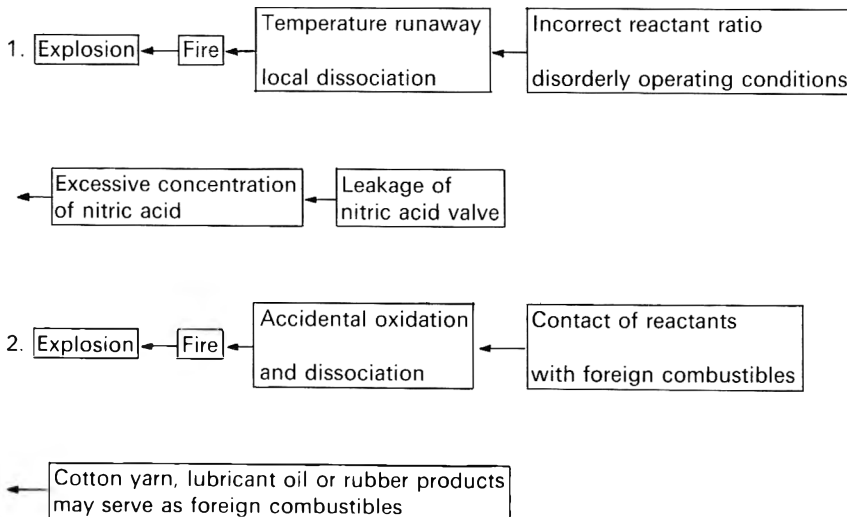 1. Explosion Fire Temperature runaway Incorrect reactant ratio
local dissociation disorderly operating conditions
Excessive concentration Leakage of
of nitric acid nitric acid valve
2. Explosion Fire Accidental oxidation Contact of reactants
and dissociation with foreign combustibles
Cotton yarn, lubricant oil or rubber products
may serve as foreign combustibles